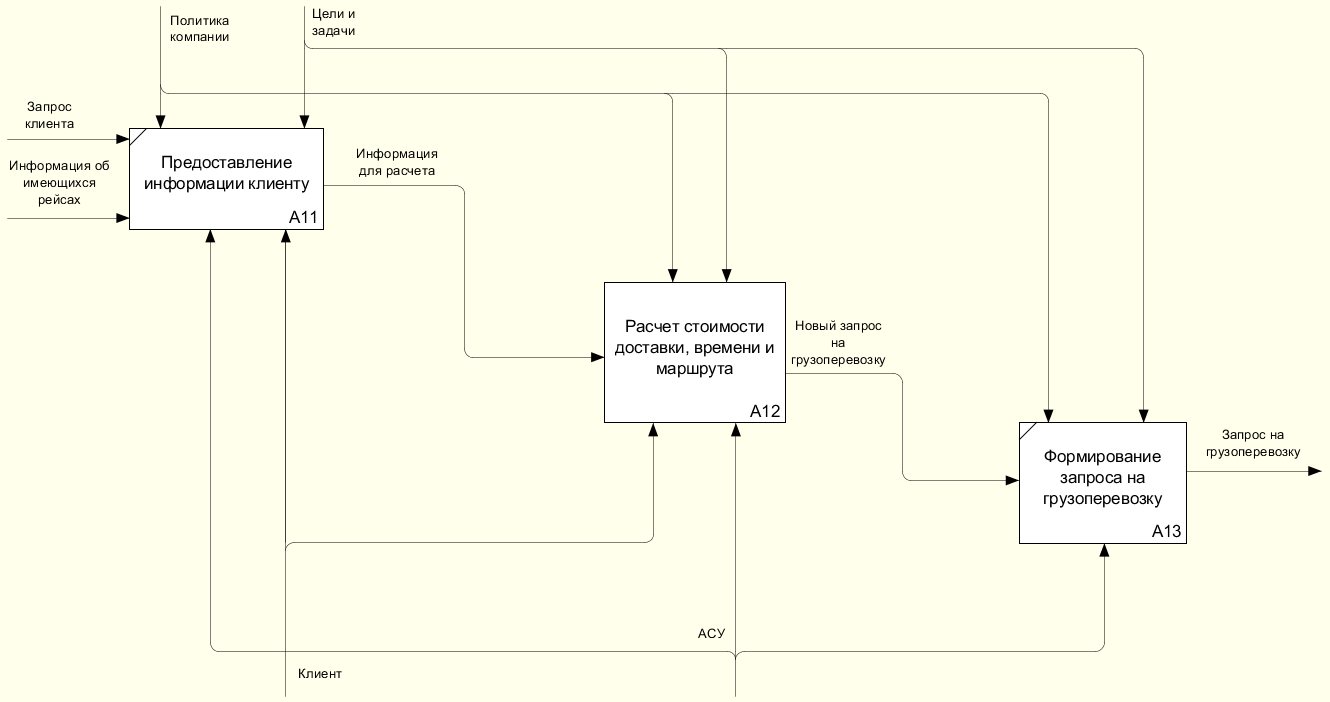 Политика
компании
Цели и
задачи
Запрос
клиента
Информация об
имеющихся
рейсах
Предоставление
информации клиенту
A11
Информация
для расчета
Расчет стоимости
доставки, времени и
маршрута
A12
Новый запрос
на
грузоперевозку
Формирование
запроса на
грузоперевозку
A13
Запрос на
грузоперевозку
АСУ
Клиент